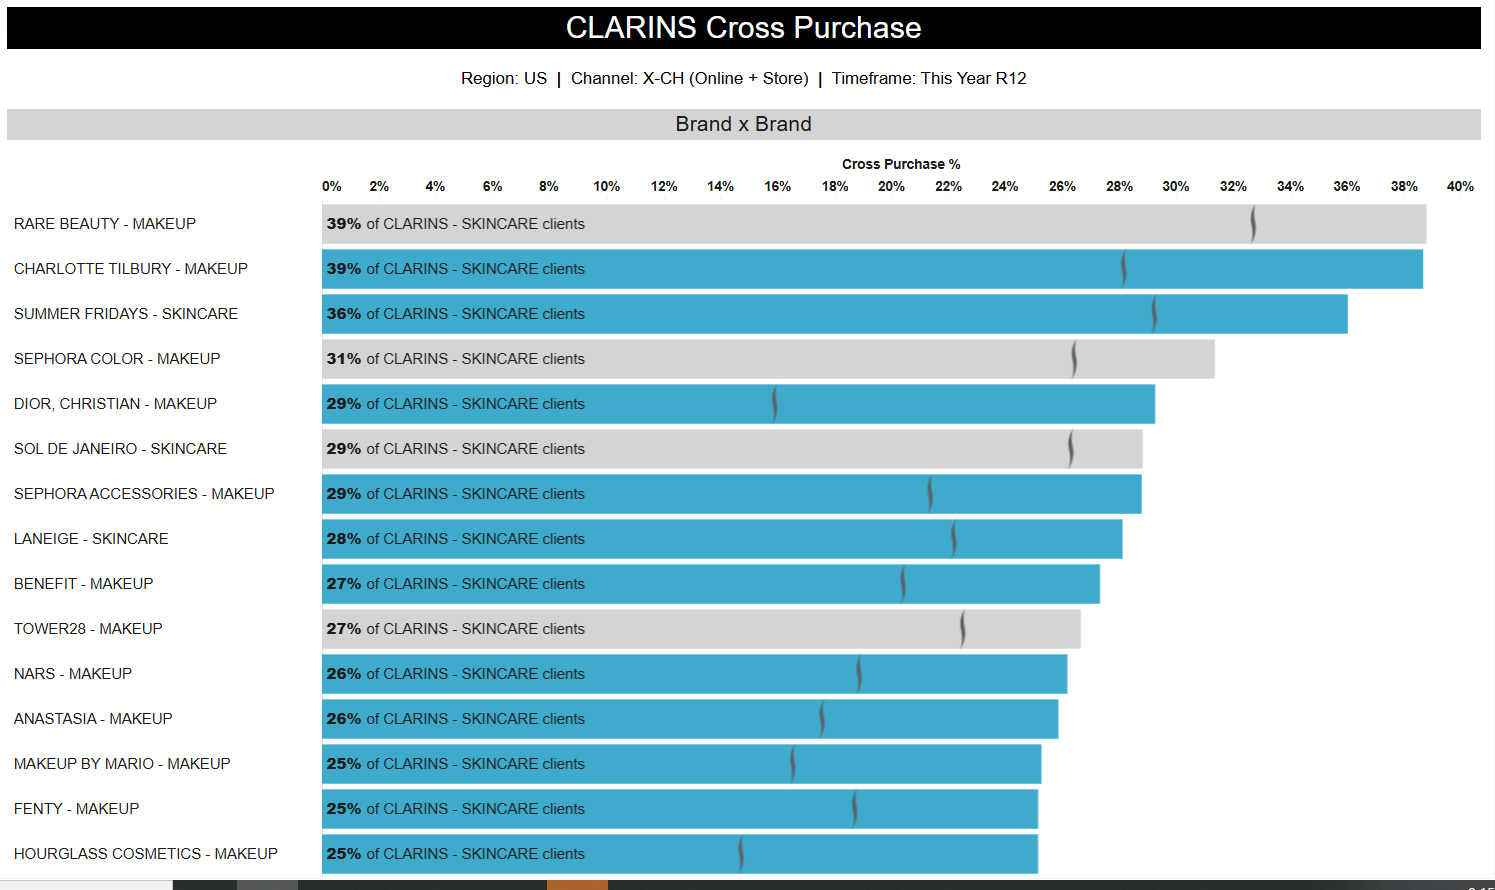 CLARINS Cross Purchase
Region: US | Channel: X-CH (Online + Store) | Timeframe: This Year R12
Brand x Brand
Cross Purchase %
0% 2% 4% 6% 8% 10% 12% 14% 16% 18% 20% 22% 24% 26% 28% 30% 32% 34% 36% 38% 40%
RARE BEAUTY - MAKEUP 39% of CLARINS - SKINCARE clients
CHARLOTTE TILBURY - MAKEUP 39% of CLARINS - SKINCARE clients
SUMMER FRIDAYS - SKINCARE 36% of CLARINS - SKINCARE clients
SEPHORA COLOR - MAKEUP 31% of CLARINS - SKINCARE clients
DIOR, CHRISTIAN - MAKEUP 29% of CLARINS - SKINCARE clients
SOL DE JANEIRO - SKINCARE 29% of CLARINS - SKINCARE clients
SEPHORA ACCESSORIES - MAKEUP 29% of CLARINS - SKINCARE clients
LANEIGE - SKINCARE 28% of CLARINS - SKINCARE clients
BENEFIT - MAKEUP 27% of CLARINS - SKINCARE clients
TOWER28 - MAKEUP 27% of CLARINS - SKINCARE clients
NARS - MAKEUP 26% of CLARINS - SKINCARE clients
ANASTASIA - MAKEUP 26% of CLARINS - SKINCARE clients
MAKEUP BY MARIO - MAKEUP 25% of CLARINS - SKINCARE clients
FENTY - MAKEUP 25% of CLARINS - SKINCARE clients
HOURGLASS COSMETICS - MAKEUP 25% of CLARINS - SKINCARE clients